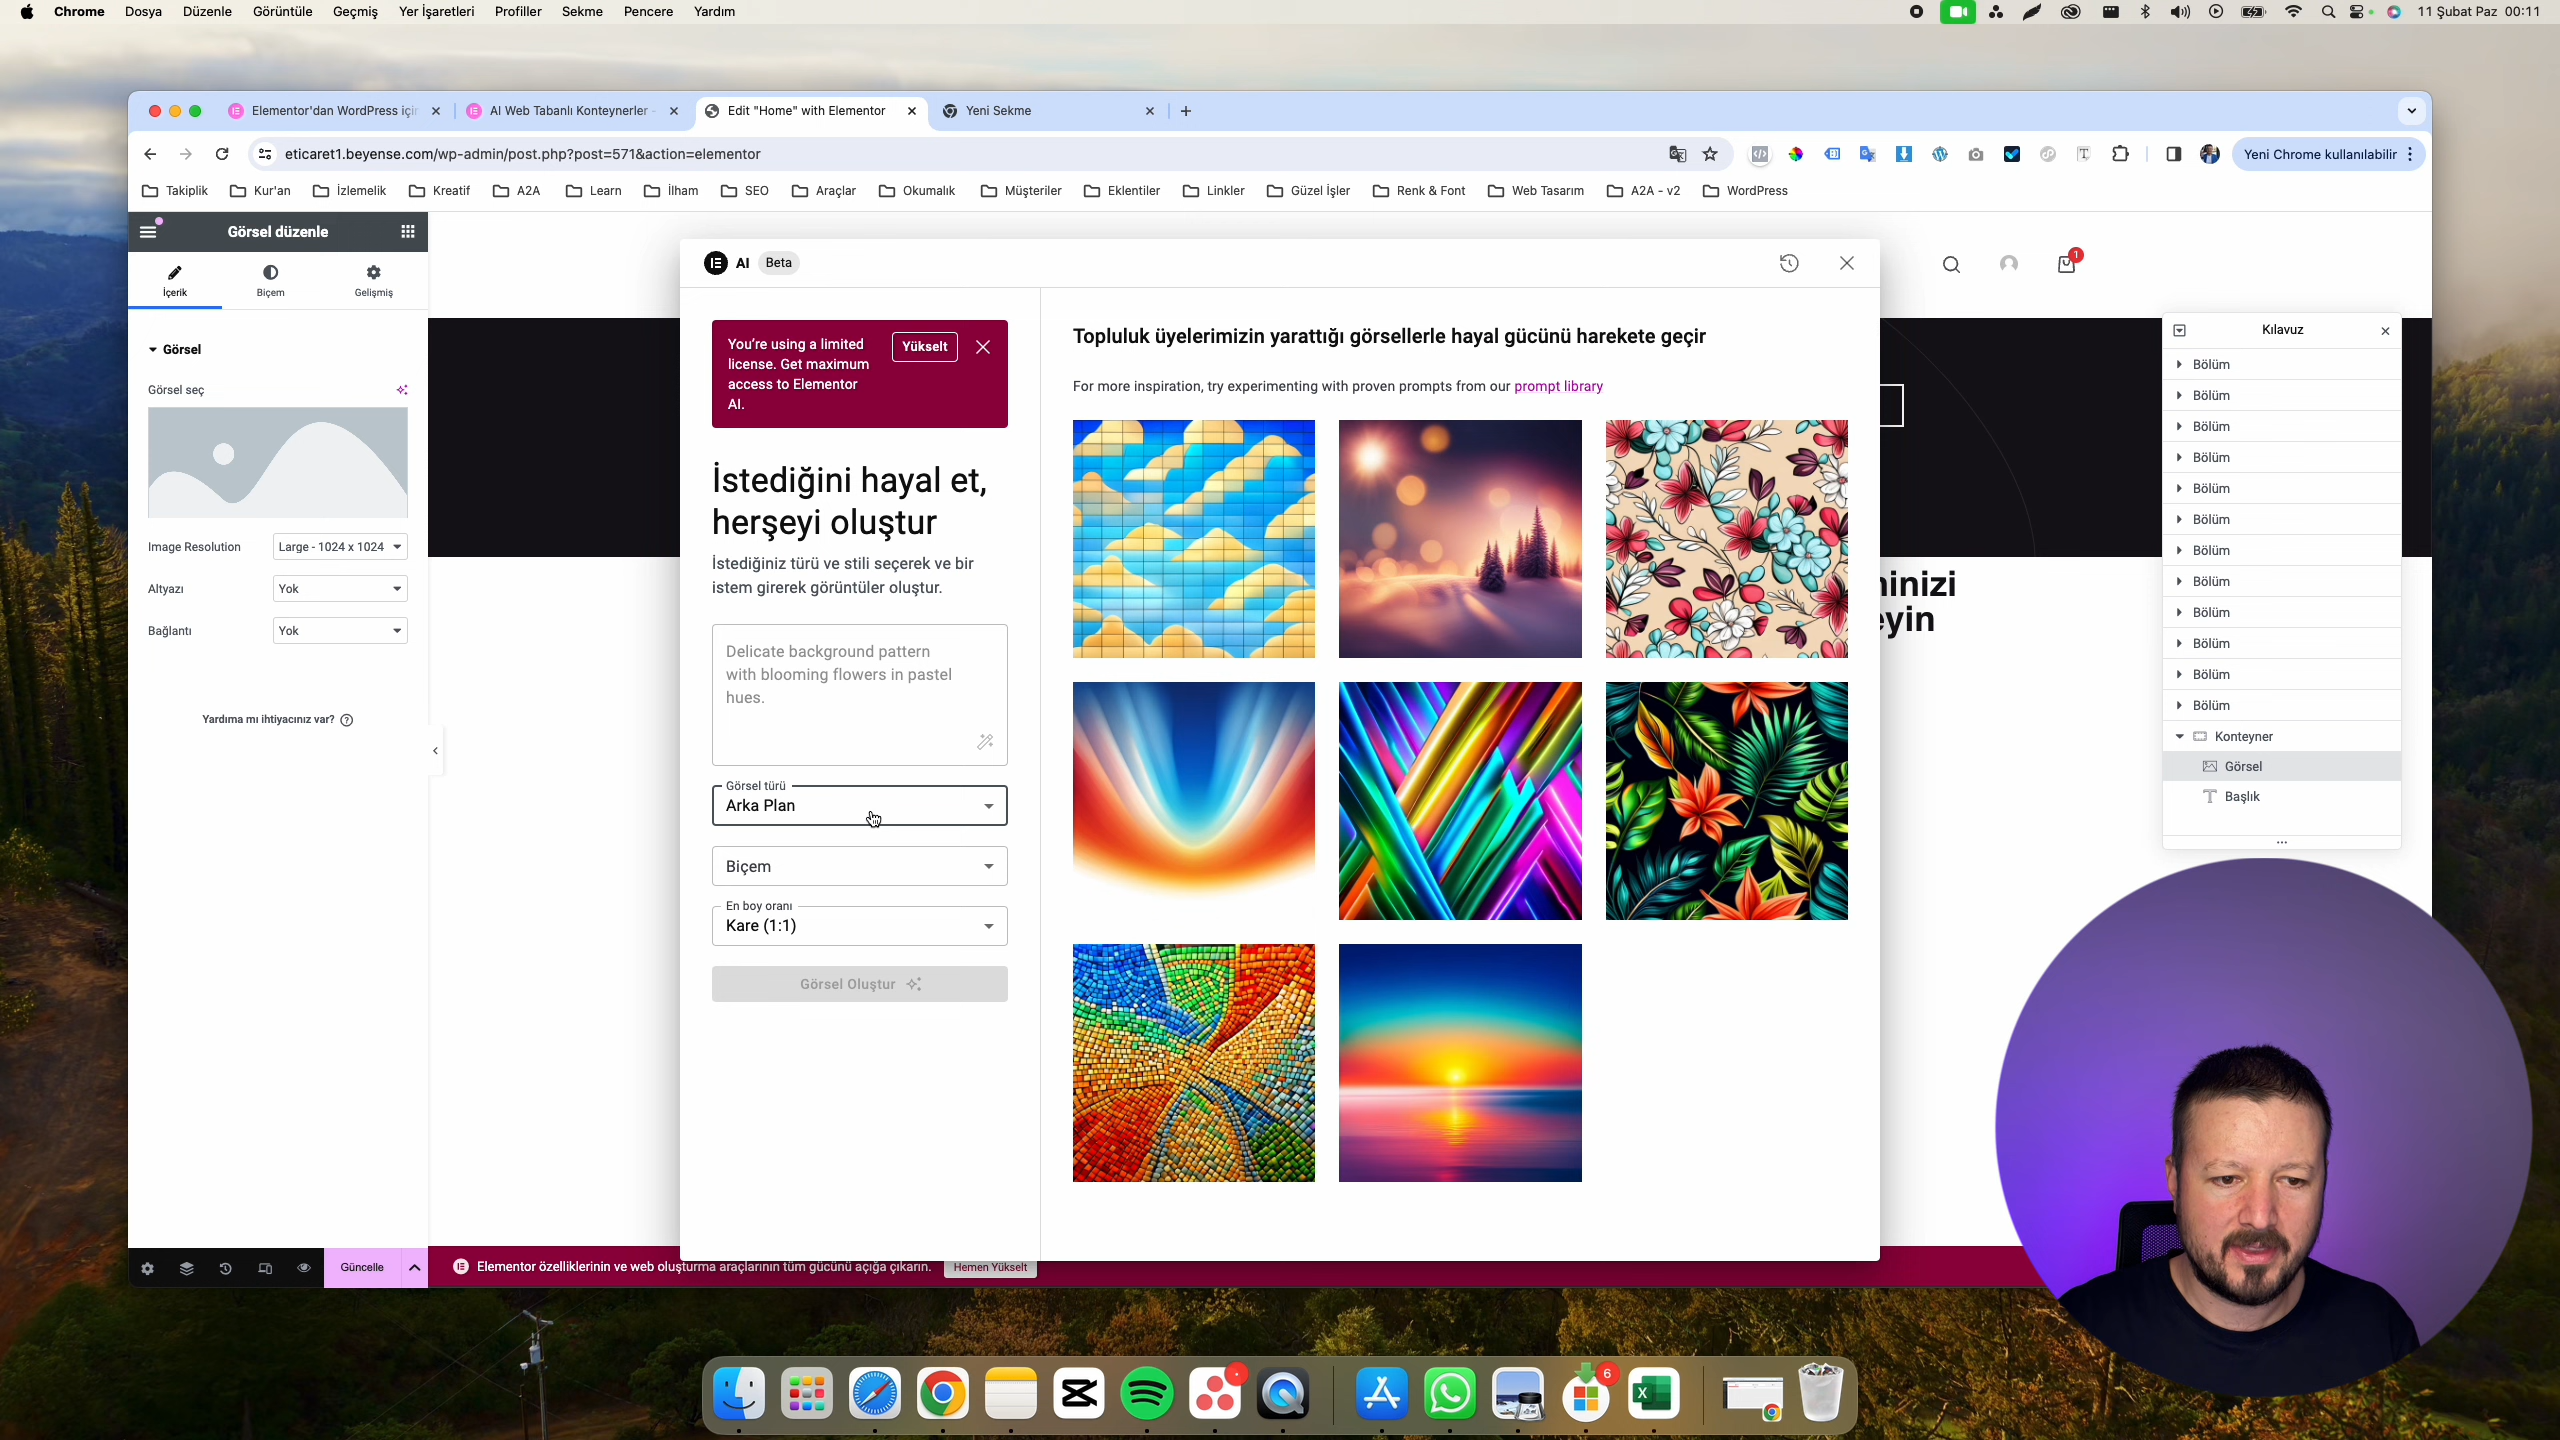 Chrome Dosya Düzenle Görüntüle Geçmiş Yer İşaretleri Profiller Sekme Pencere Yardım
11 Şubat Paz 00:11
Elementor'dan WordPress için
AI Web Tabanlı Konteynerler -
Edit "Home" with Elementor
Yeni Sekme
eticaret1.beyense.com/wp-admin/post.php?post=571&action=elementor
Yeni Chrome kullanılabilir
Takiplik Kur'an İzlemelik Kreatif A2A Learn İlham SEO Araçlar Okumalık Müşteriler Eklentiler Linkler Güzel İşler Renk & Font Web Tasarım A2A - v2 WordPress
Görsel düzenle
İçerik Biçem Gelişmiş
Görsel
Görsel seç
Image Resolution Large - 1024 x 1024
Altyazı Yok
Bağlantı Yok
Yardıma mı ihtiyacınız var? ?
Güncelle
AI Beta
You're using a limited
license. Get maximum
access to Elementor
AI.
Yükselt
İstediğini hayal et,
herşeyi oluştur
İstediğiniz türü ve stili seçerek ve bir
istem girerek görüntüler oluştur.
Delicate background pattern
with blooming flowers in pastel
hues.
Görsel türü
Arka Plan
Biçem
En boy oranı
Kare (1:1)
Görsel Oluştur
Topluluk üyelerimizin yarattığı görsellerle hayal gücünü harekete geçir
For more inspiration, try experimenting with proven prompts from our prompt library
1
Kılavuz
Bölüm
Bölüm
Bölüm
Bölüm
Bölüm
Bölüm
Bölüm
Bölüm
Bölüm
Bölüm
Bölüm
Bölüm
Konteyner
Görsel
Başlık
Elementor özelliklerinin ve web oluşturma araçlarının tüm gücünü açığa çıkarın.
Hemen Yükselt
6